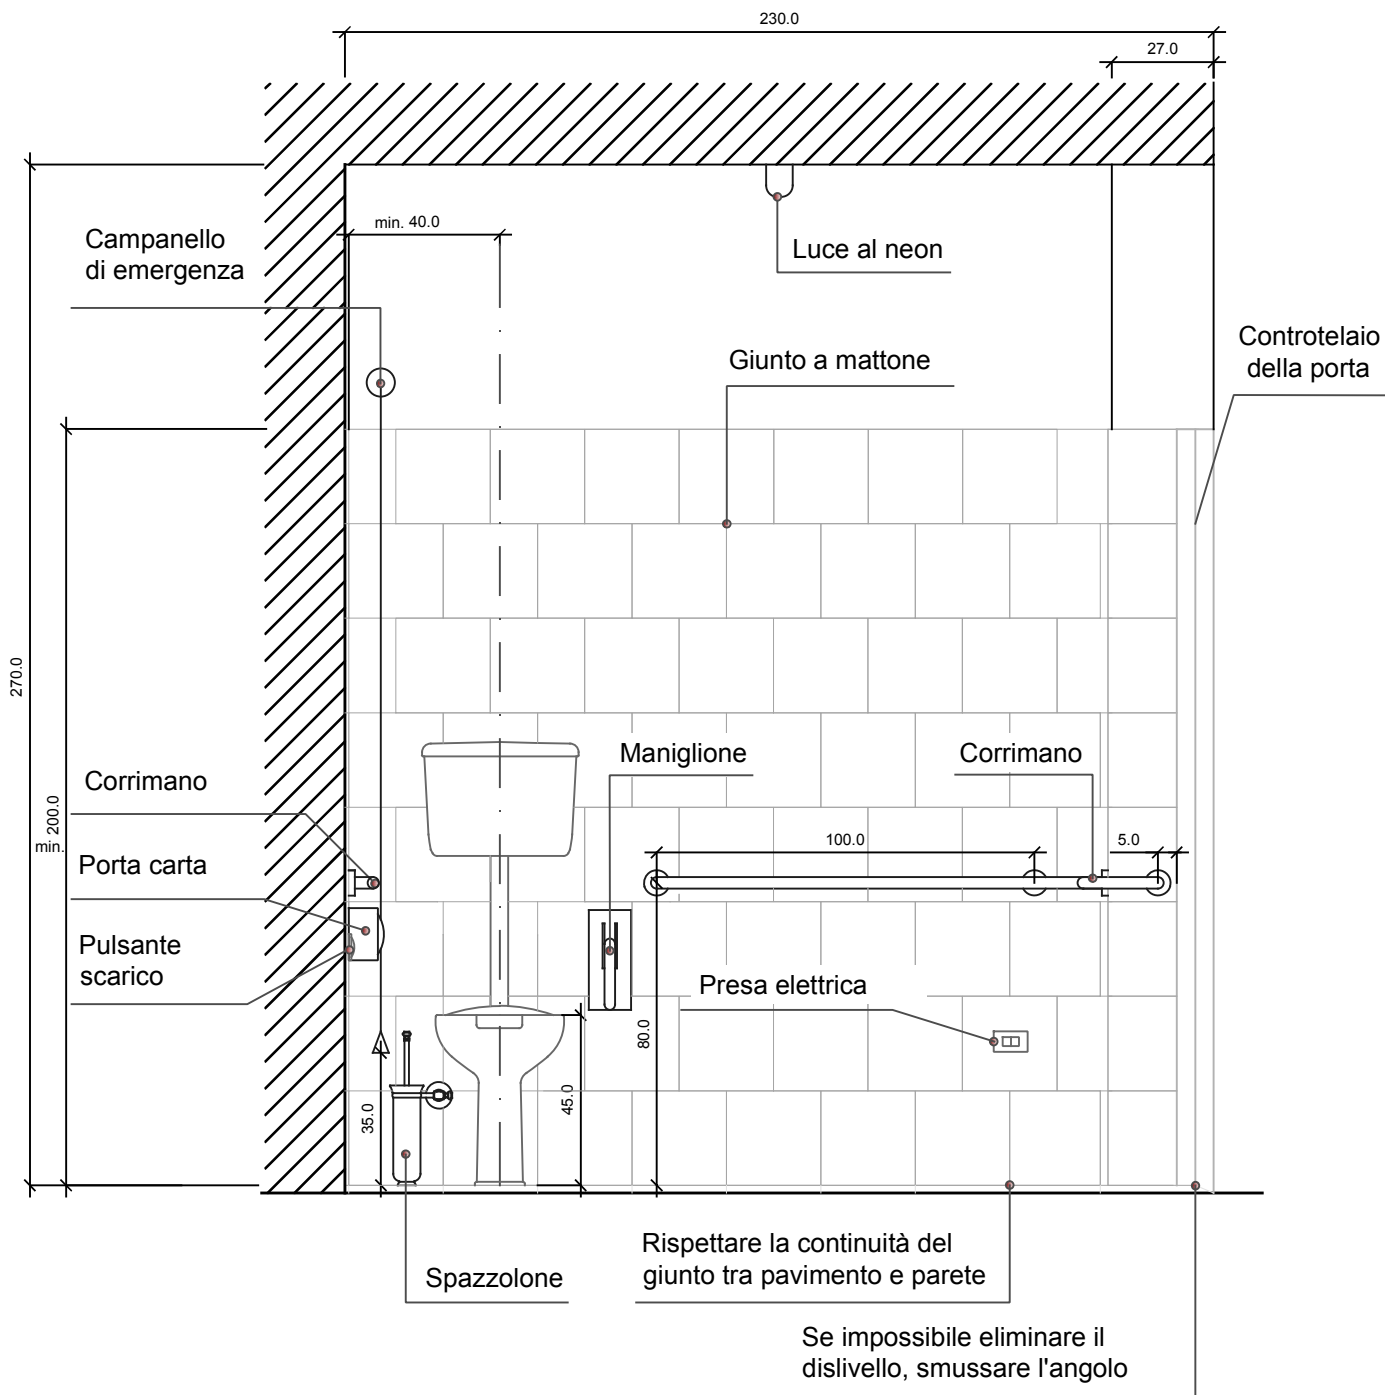 230.0
27.0
min. 40.0
Campanello
di emergenza
Luce al neon
Controtelaio
della porta
Giunto a mattone
270.0
min. 200.0
Corrimano
Maniglione
Corrimano
Porta carta
100.0
5.0
Pulsante
scarico
Presa elettrica
80.0
45.0
35.0
Rispettare la continuità del
giunto tra pavimento e parete
Spazzolone
Se impossibile eliminare il
dislivello, smussare l'angolo